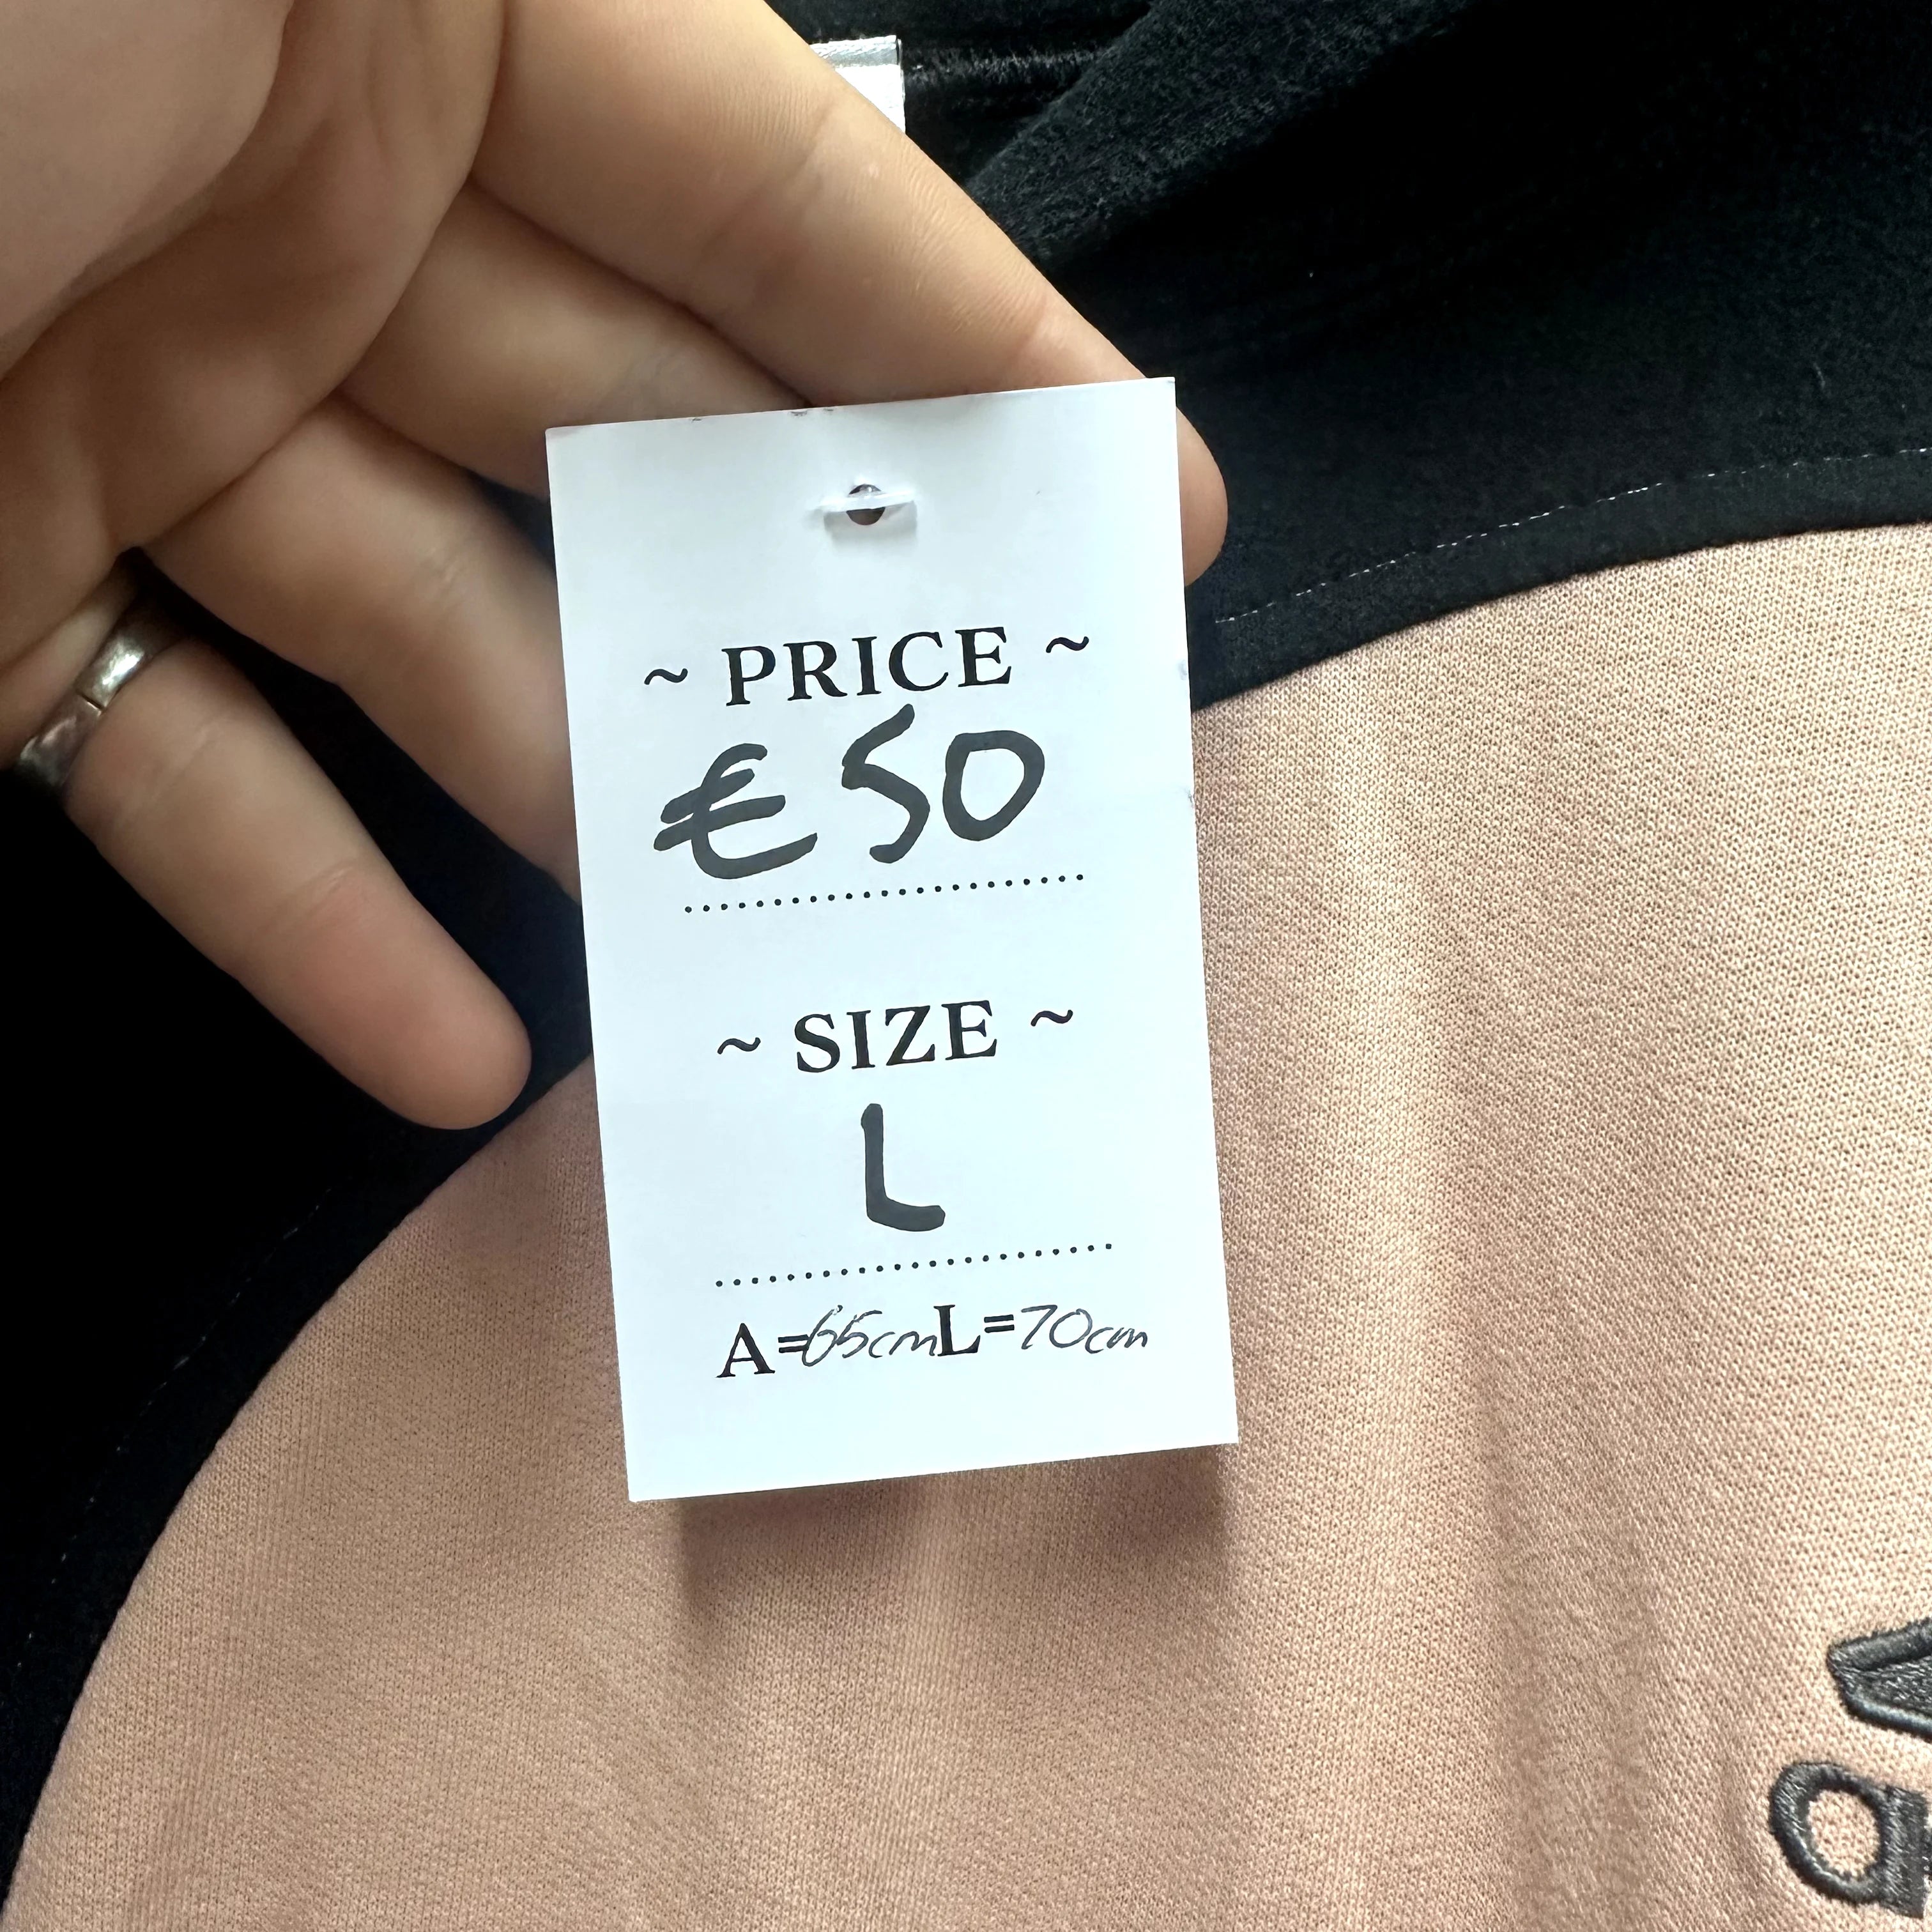 ~ PRICE ~
€ 50
~ SIZE ~
L
A=65cm L=70cm
a